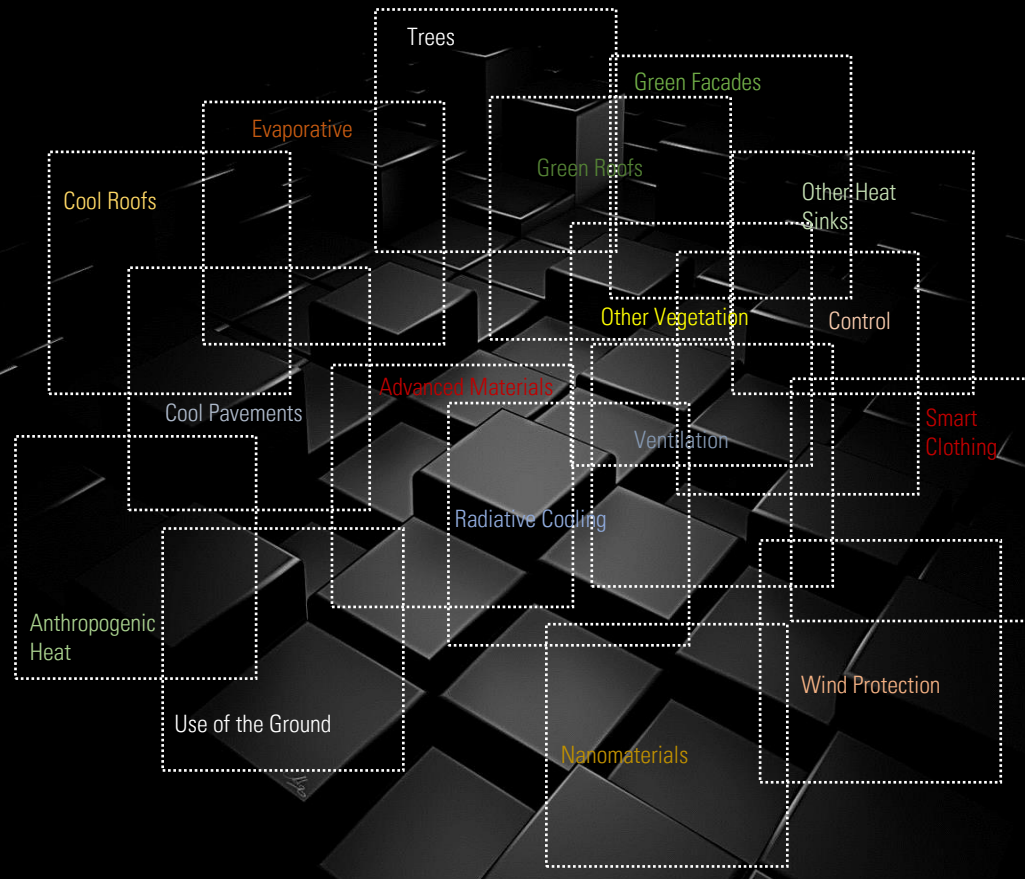 Trees
Green Facades
Evaporative
Green Roofs
Cool Roofs
Other Heat
Sinks
Other Vegetation
Control
Advanced Materials
Cool Pavements
Smart
Clothing
Ventilation
Radiative Cooling
Anthropogenic
Heat
Wind Protection
Use of the Ground
Nanomaterials